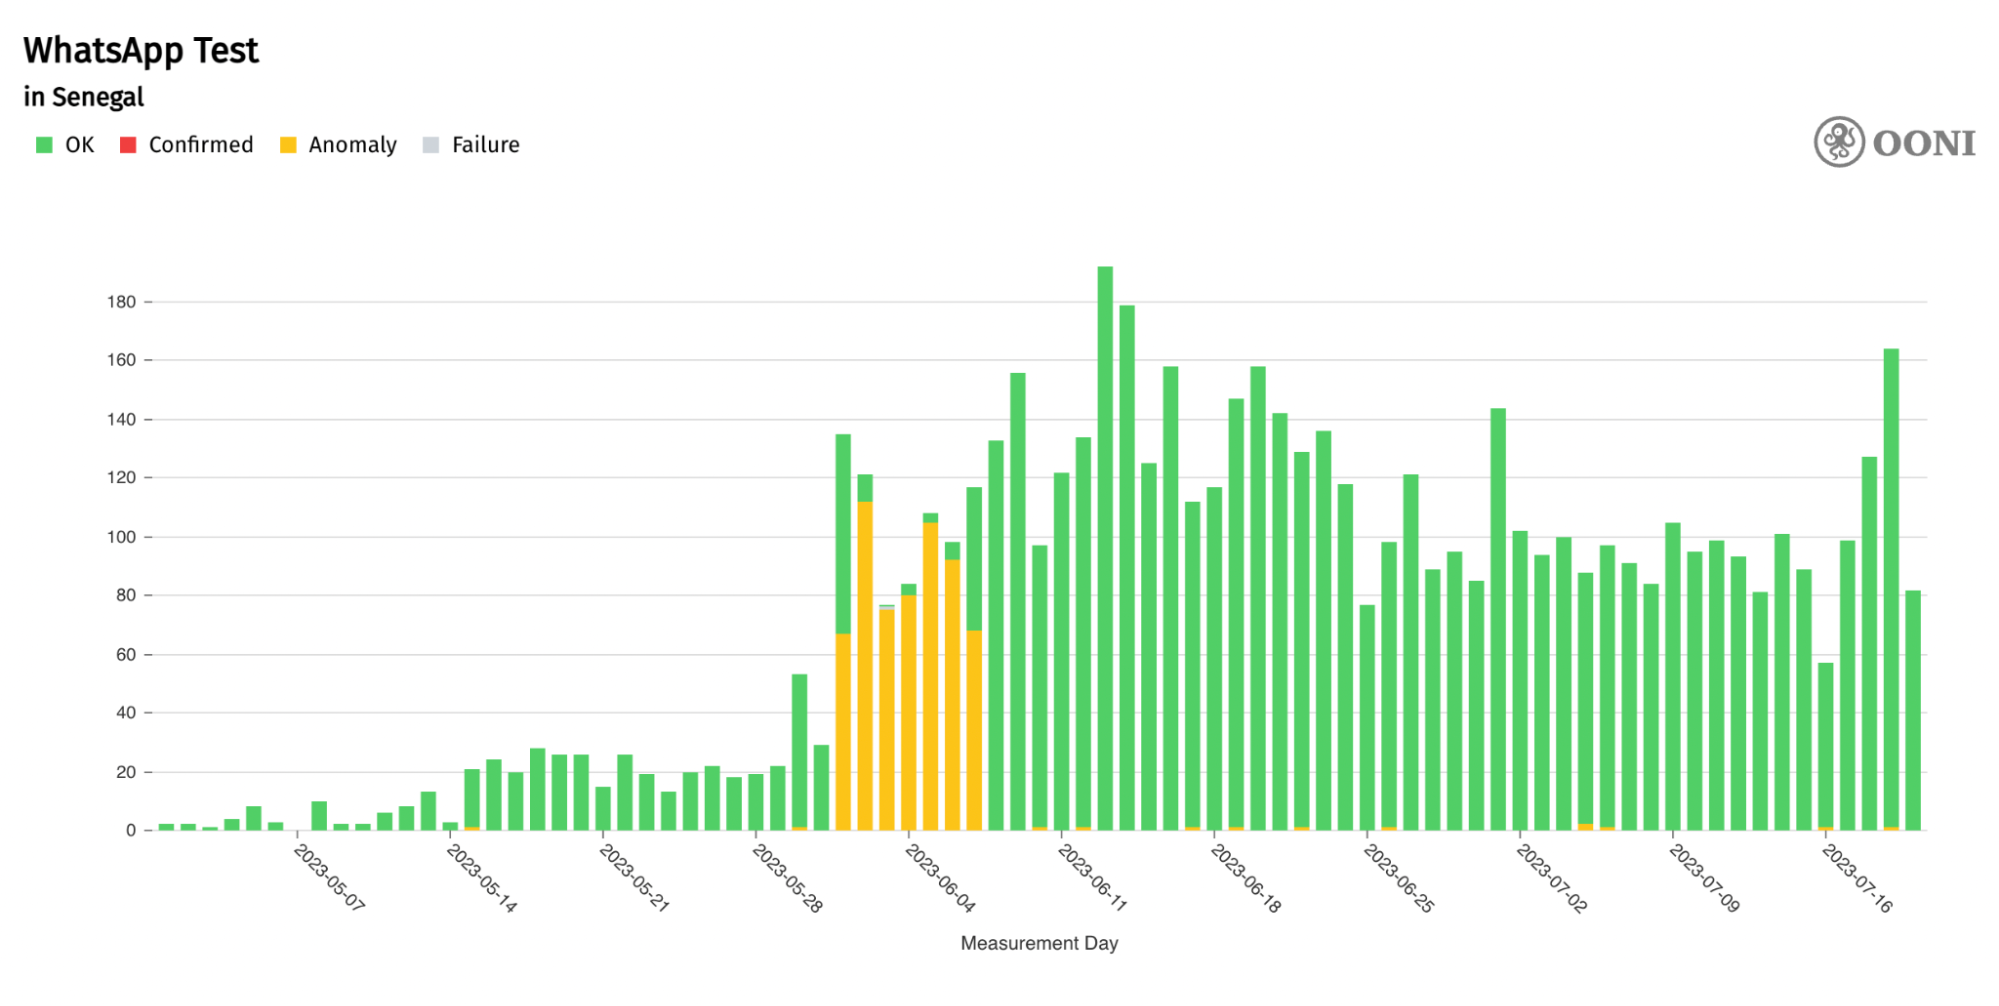 WhatsApp Test
in Senegal
OK Confirmed Anomaly Failure
OONI
180
160
140
120
100
80
60
40
20
0
2023-05-07 2023-05-14 2023-05-21 2023-05-28 2023-06-04 2023-06-11 2023-06-18 2023-06-25 2023-07-02 2023-07-09 2023-07-16
Measurement Day